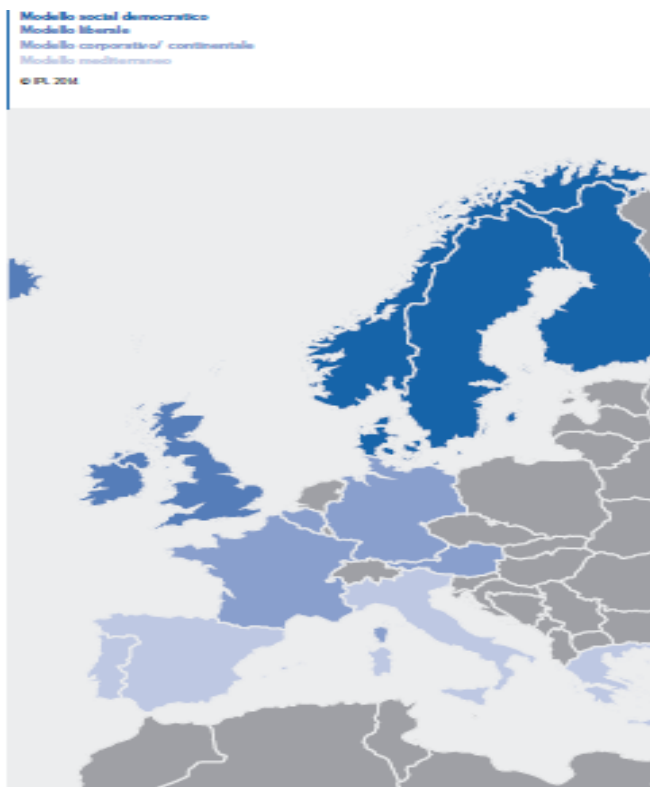 Modello social democratico
Modello liberale
Modello corporativo/ continentale
Modello mediterraneo
© IPL 2014